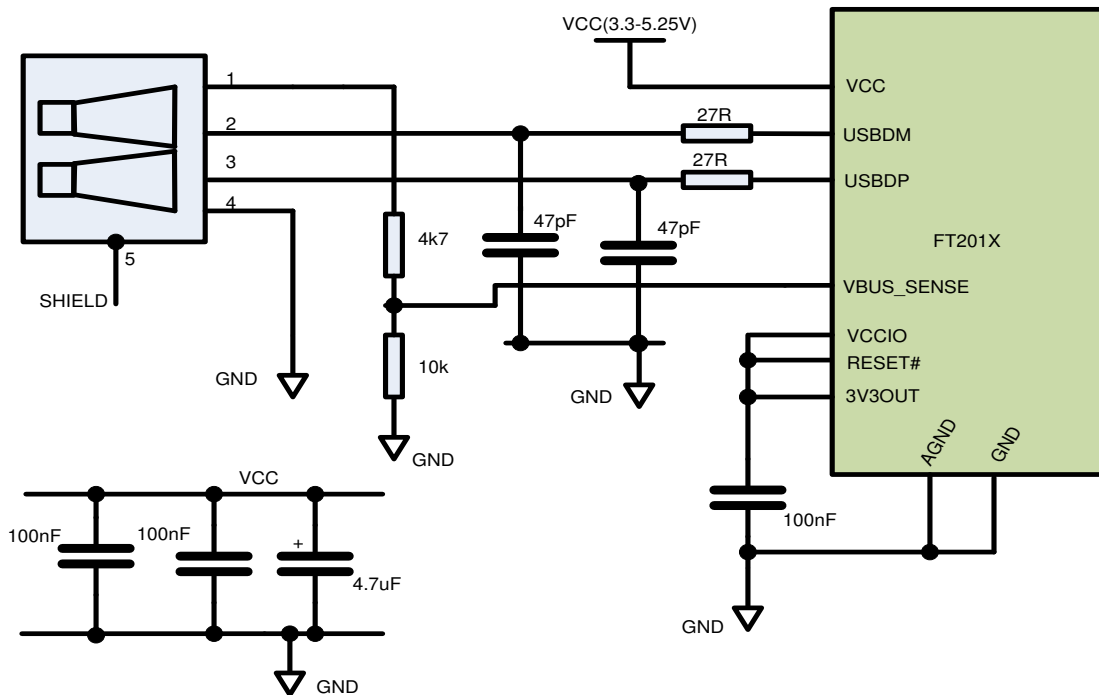 VCC(3.3-5.25V)
1
VCC
27R
2
USBDM
27R
3
USBDP
4
47pF
47pF
4k7
FT201X
5
SHIELD
VBUS_SENSE
VCCIO
10k
RESET#
GND
3V3OUT
GND
AGND
GND
GND
VCC
100nF
100nF
100nF
+
4.7uF
GND
GND